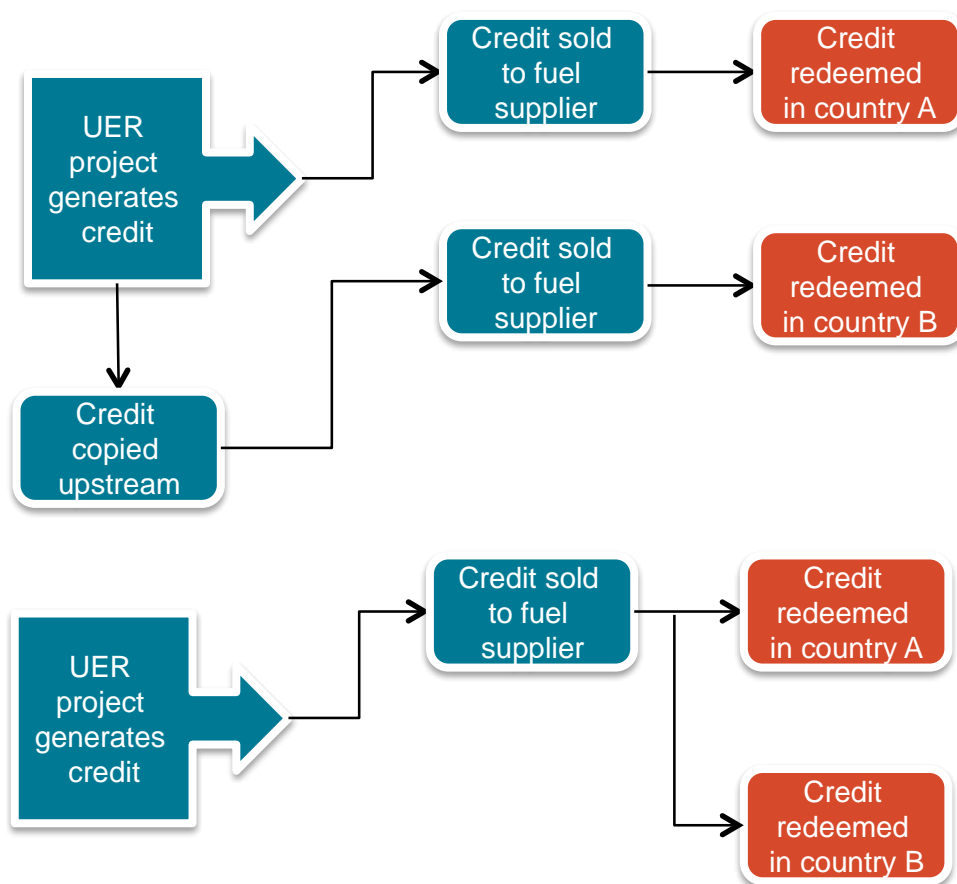 Credit sold
to fuel
supplier
Credit
redeemed
in country A
UER
project
generates
credit
Credit sold
to fuel
supplier
Credit
redeemed
in country B
Credit
copied
upstream
Credit sold
to fuel
supplier
Credit
redeemed
in country A
UER
project
generates
credit
Credit
redeemed
in country B